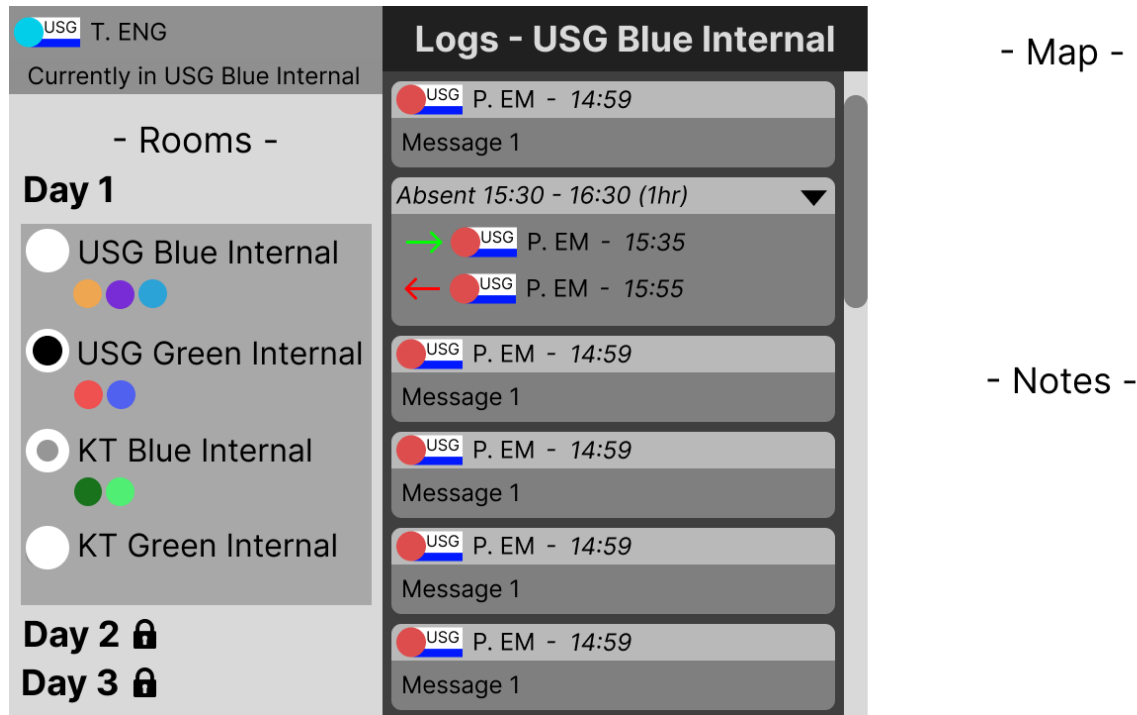 USG T. ENG
Currently in USG Blue Internal
- Rooms -
Day 1
USG Blue Internal
USG Green Internal
KT Blue Internal
KT Green Internal
Day 2
Day 3
Logs - USG Blue Internal
USG P. EM - 14:59
Message 1
Absent 15:30 - 16:30 (1hr)
USG P. EM - 15:35
USG P. EM - 15:55
USG P. EM - 14:59
Message 1
USG P. EM - 14:59
Message 1
USG P. EM - 14:59
Message 1
USG P. EM - 14:59
Message 1
- Map -
- Notes -